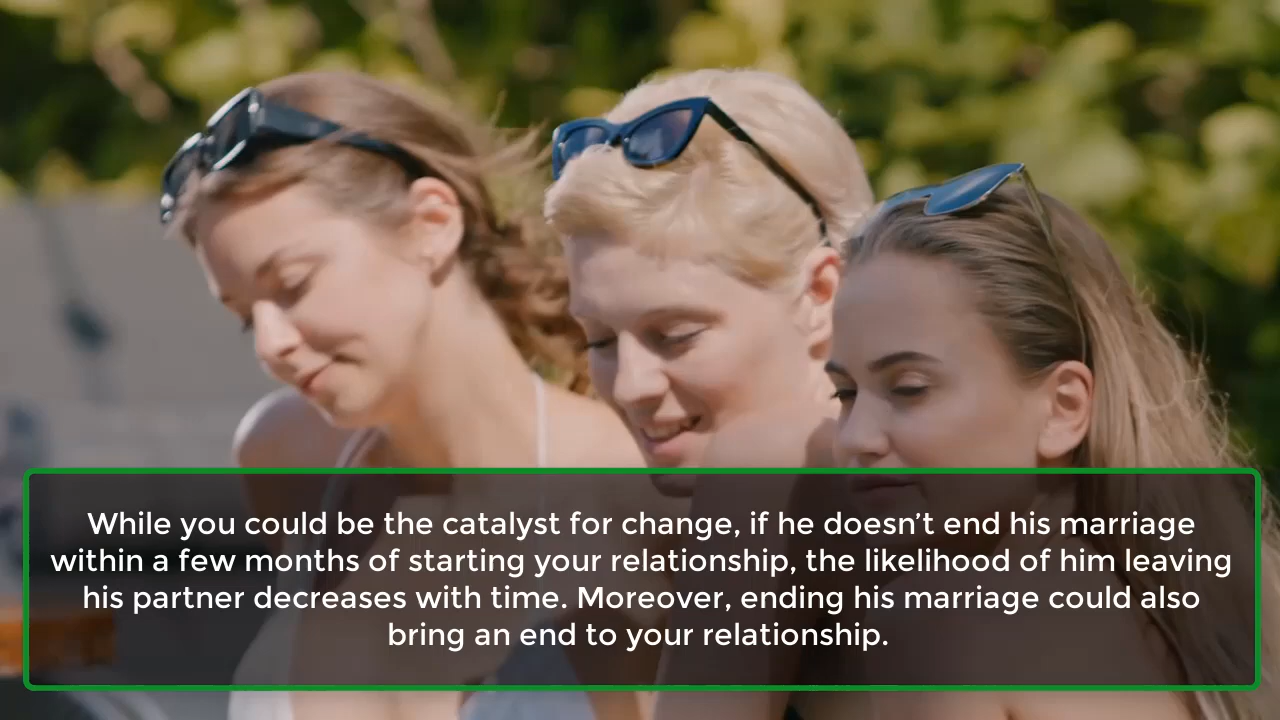 While you could be the catalyst for change, if he doesn’t end his marriage
within a few months of starting your relationship, the likelihood of him leaving
his partner decreases with time. Moreover, ending his marriage could also
bring an end to your relationship.